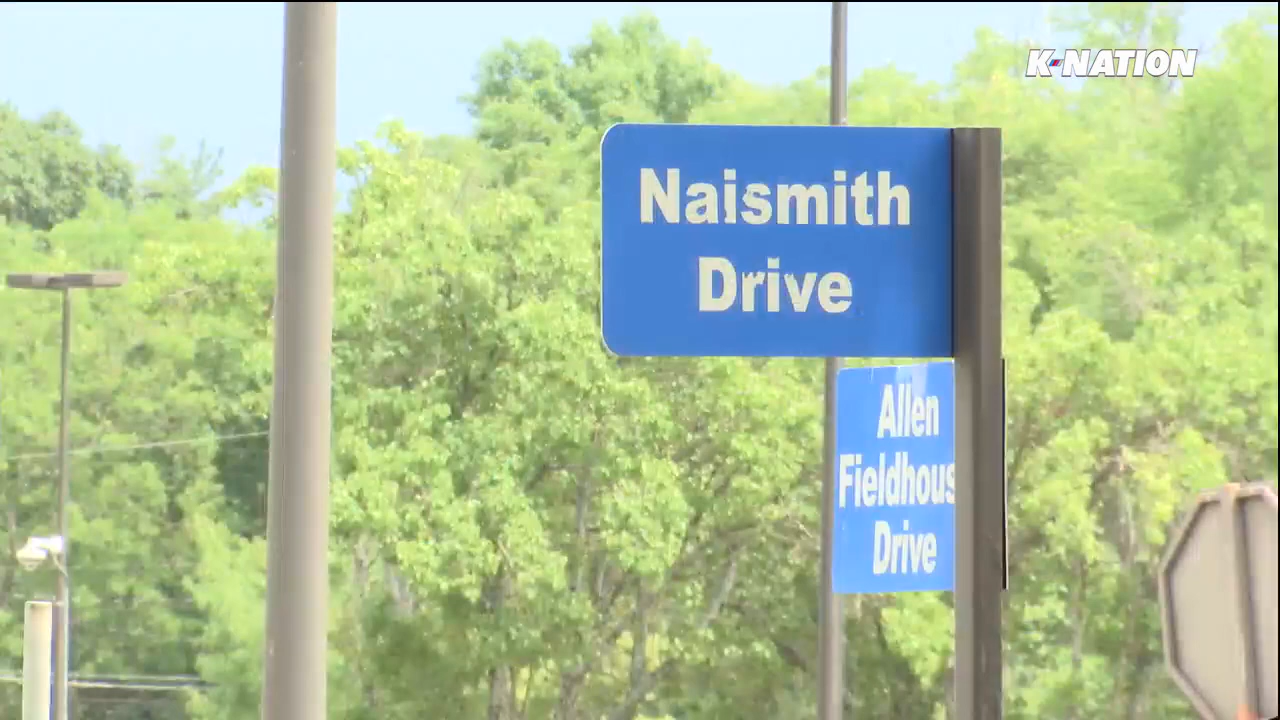 K-NATION
Naismith
Drive
Allen
Fieldhous
Drive